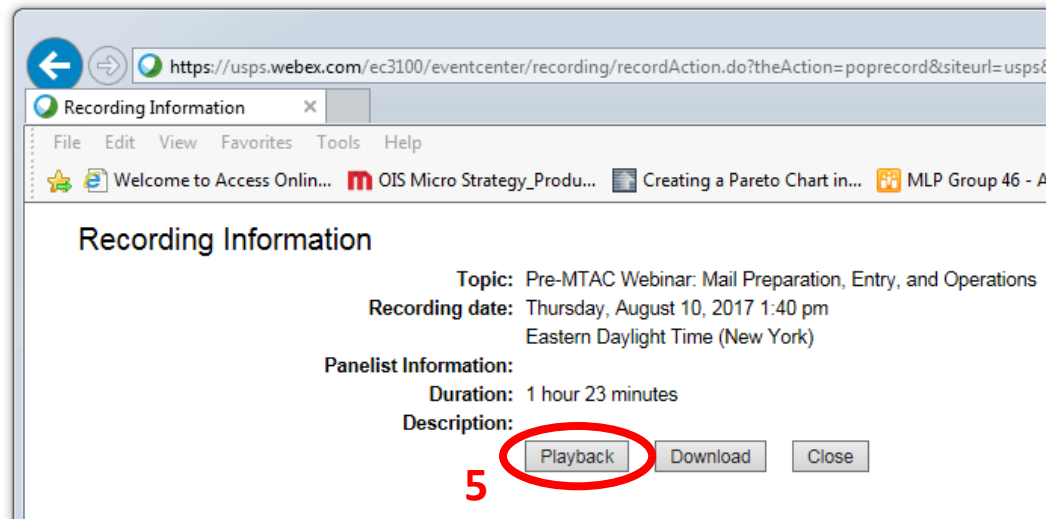 https://usps.webex.com/ec3100/eventcenter/recording/recordAction.do?theAction=poprecord&siteurl=usps&
Recording Information ×
File Edit View Favorites Tools Help
Welcome to Access Onlin... OIS Micro Strategy_Produ... Creating a Pareto Chart in... MLP Group 46 - A
Recording Information
Topic: Pre-MTAC Webinar: Mail Preparation, Entry, and Operations
Recording date: Thursday, August 10, 2017 1:40 pm
Eastern Daylight Time (New York)
Panelist Information:
Duration: 1 hour 23 minutes
Description:
Playback Download Close
5